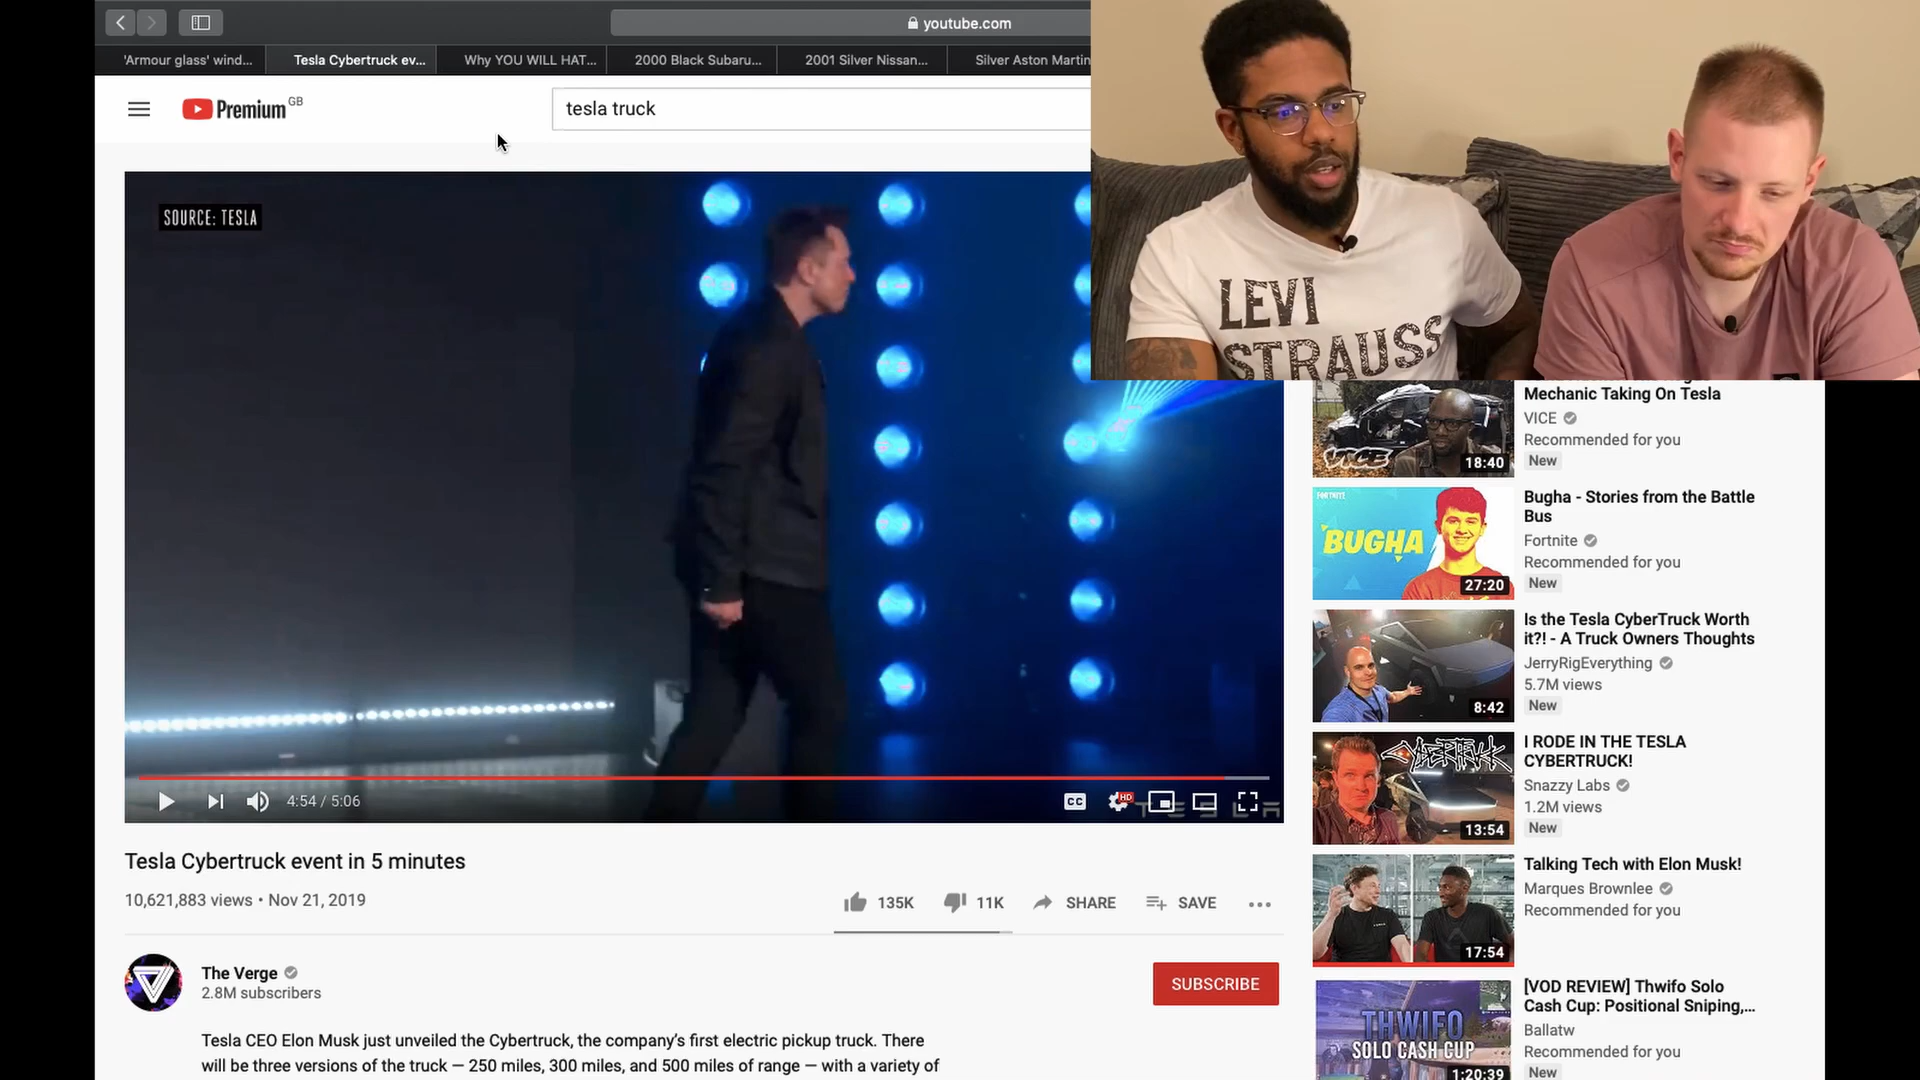 youtube.com
'Armour glass' wind...
Tesla Cybertruck ev...
Why YOU WILL HAT...
2000 Black Subaru...
2001 Silver Nissan...
Silver Aston Martin
Premium GB
tesla truck
LEVI
STRAUSS
SOURCE: TESLA
4:54 / 5:06
CC
HD
TESLA
Tesla Cybertruck event in 5 minutes
10,621,883 views • Nov 21, 2019
135K
11K
SHARE
SAVE
The Verge
2.8M subscribers
SUBSCRIBE
Tesla CEO Elon Musk just unveiled the Cybertruck, the company's first electric pickup truck. There
will be three versions of the truck — 250 miles, 300 miles, and 500 miles of range — with a variety of
VICE
18:40
Mechanic Taking On Tesla
VICE
Recommended for you
New
FORTNITE
BUGHA
27:20
Bugha - Stories from the Battle
Bus
Fortnite
Recommended for you
New
8:42
Is the Tesla CyberTruck Worth
it?! - A Truck Owners Thoughts
JerryRigEverything
5.7M views
New
CYBERTRUCK
13:54
I RODE IN THE TESLA
CYBERTRUCK!
Snazzy Labs
1.2M views
New
17:54
Talking Tech with Elon Musk!
Marques Brownlee
Recommended for you
THWIFO
SOLO CASH CUP
1:20:39
[VOD REVIEW] Thwifo Solo
Cash Cup: Positional Sniping,...
Ballatw
Recommended for you
New